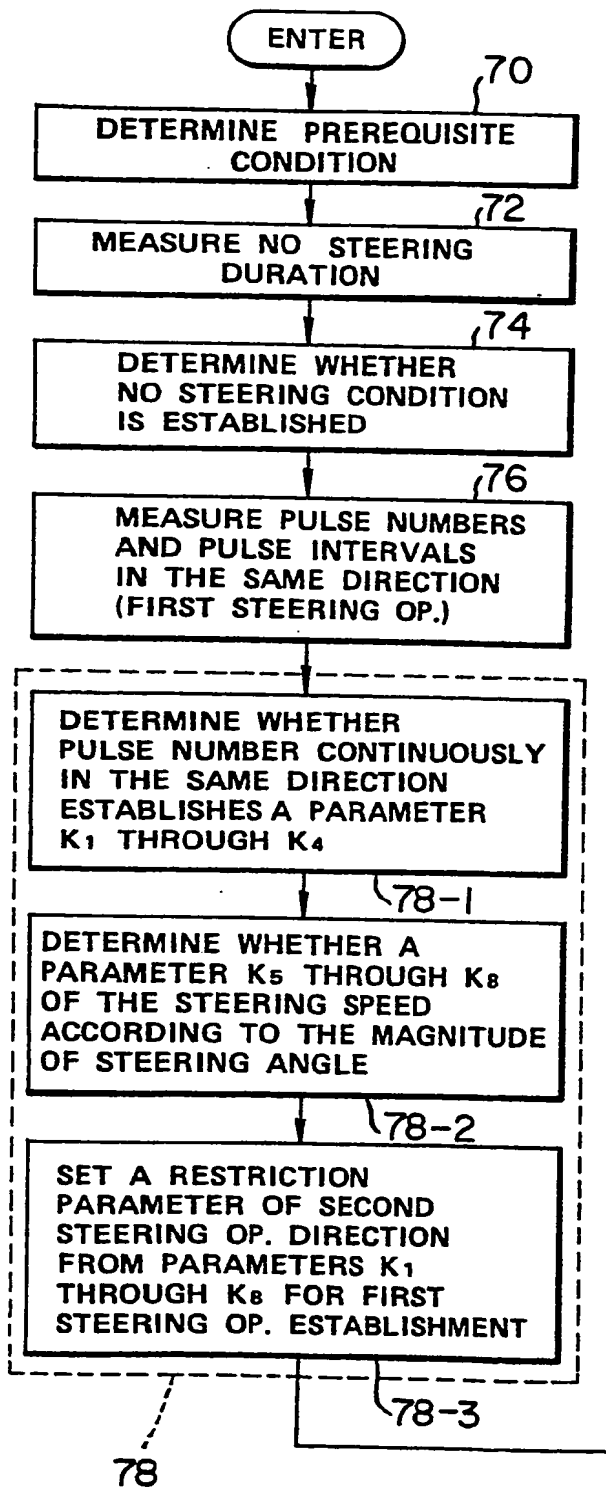 ENTER
70
DETERMINE PREREQUISITE
CONDITION
72
MEASURE NO STEERING
DURATION
74
DETERMINE WHETHER
NO STEERING CONDITION
IS ESTABLISHED
76
MEASURE PULSE NUMBERS
AND PULSE INTERVALS
IN THE SAME DIRECTION
(FIRST STEERING OP.)
DETERMINE WHETHER
PULSE NUMBER CONTINUOUSLY
IN THE SAME DIRECTION
ESTABLISHES A PARAMETER
K1 THROUGH K4
78-1
DETERMINE WHETHER A
PARAMETER K5 THROUGH K8
OF THE STEERING SPEED
ACCORDING TO THE MAGNITUDE
OF STEERING ANGLE
78-2
SET A RESTRICTION
PARAMETER OF SECOND
STEERING OP. DIRECTION
FROM PARAMETERS K1
THROUGH K8 FOR FIRST
STEERING OP. ESTABLISHMENT
78-3
78